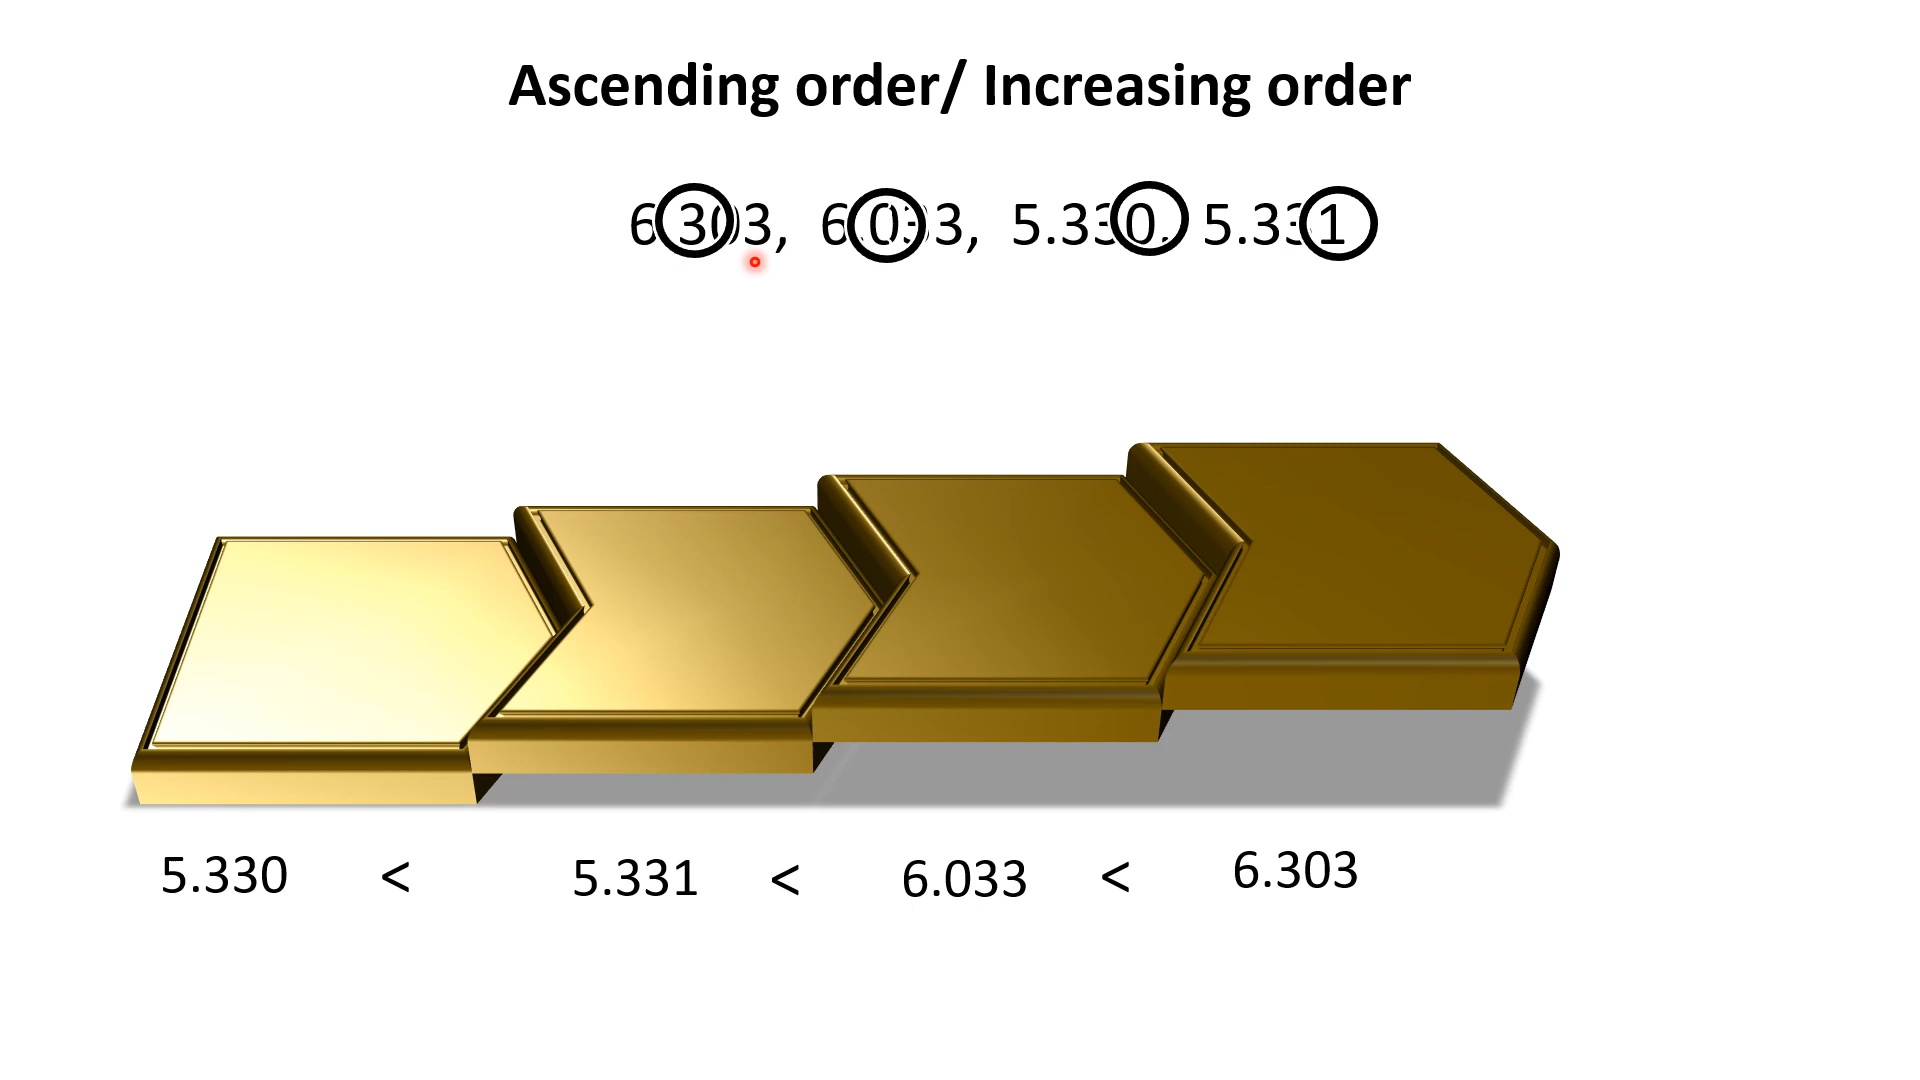 Ascending order/ Increasing order
6.303, 6.033, 5.330, 5.331
5.330 < 5.331 < 6.033 < 6.303